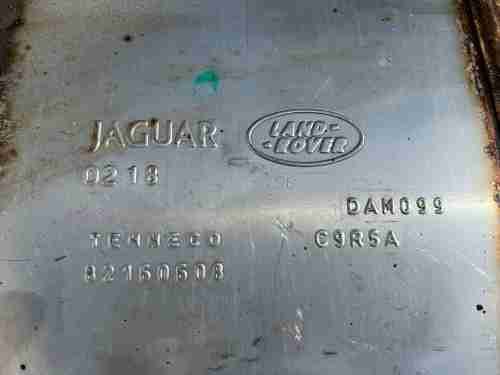 JAGUAR LAND-
-ROVER
0218
DAM099
TENNECO C9R5A
82160608